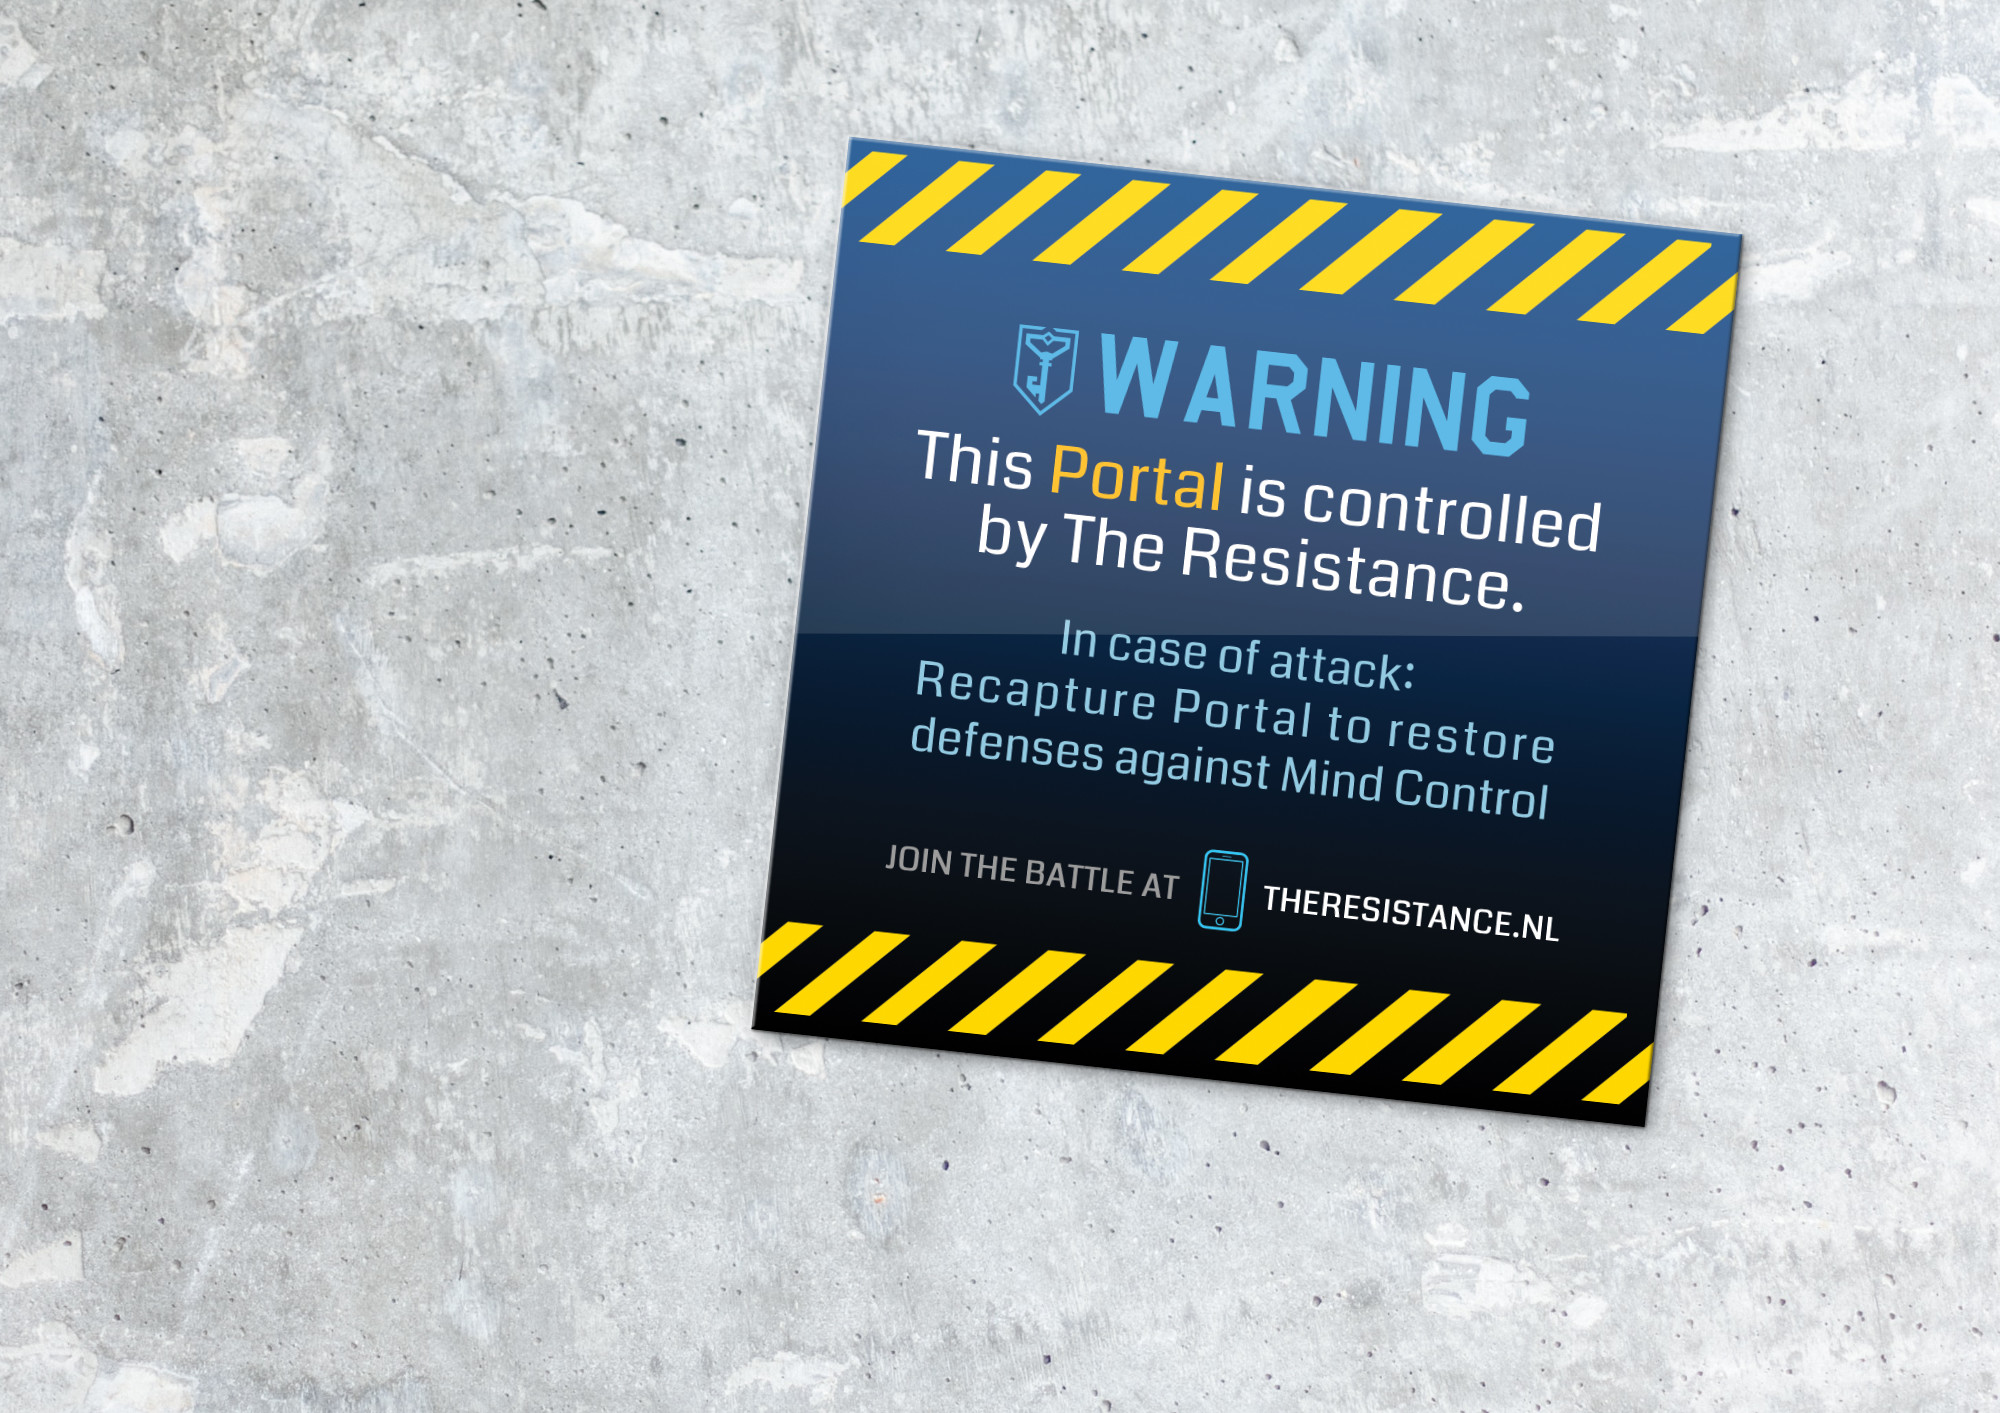 WARNING
This Portal is controlled
by The Resistance.
In case of attack:
Recapture Portal to restore
defenses against Mind Control
JOIN THE BATTLE AT THERESISTANCE.NL